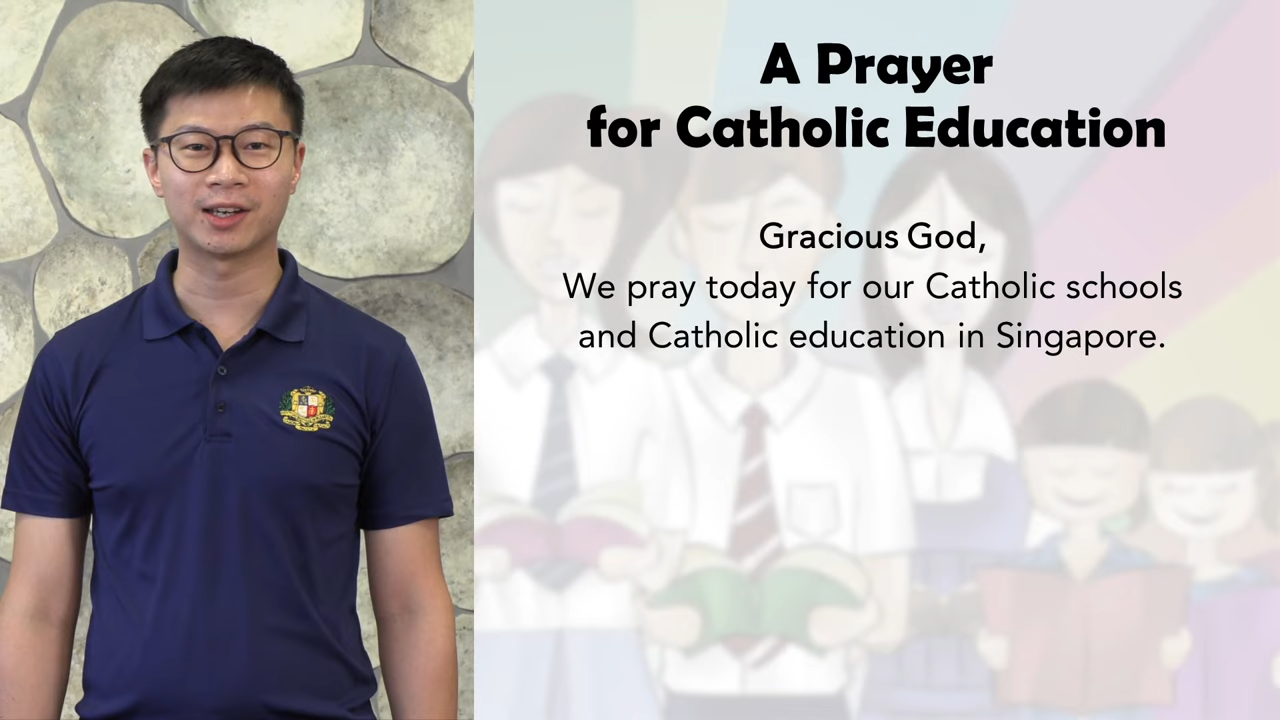 A Prayer
for Catholic Education
Gracious God,
We pray today for our Catholic schools
and Catholic education in Singapore.